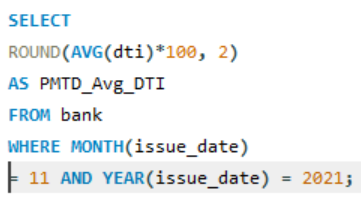 SELECT
ROUND(AVG(dti)*100, 2)
AS PMTD_Avg_DTI
FROM bank
WHERE MONTH(issue_date)
= 11 AND YEAR(issue_date) = 2021;